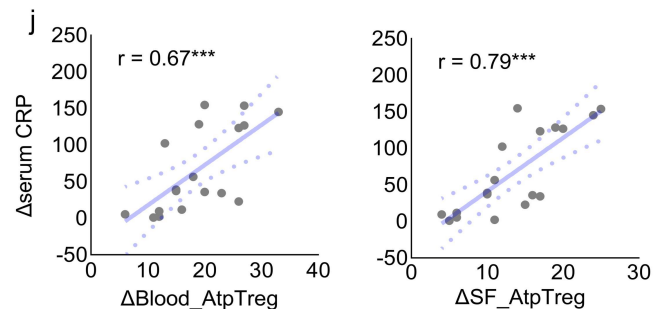 j
Δserum CRP
250
200
150
100
50
0
-50
r = 0.67***
0 10 20 30 40
ΔBlood_AtpTreg
250
200
150
100
50
0
-50
r = 0.79***
0 10 20 30
ΔSF_AtpTreg